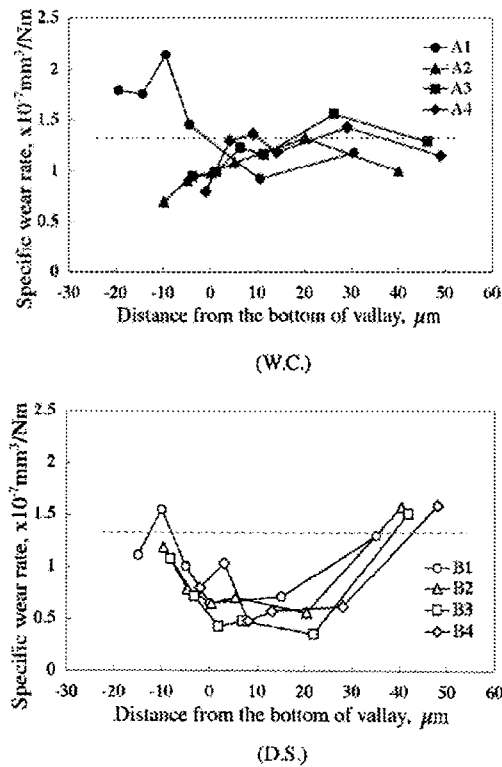 Specific wear rate, x10⁻⁷mm³/Nm
2.5
2
1.5
1
0.5
0
-30 -20 -10 0 10 20 30 40 50 60
A1
A2
A3
A4
Distance from the bottom of vallay, μm
(W.C.)
Specific wear rate, x10⁻⁷mm³/Nm
2.5
2
1.5
1
0.5
0
-30 -20 -10 0 10 20 30 40 50 60
B1
B2
B3
B4
Distance from the bottom of vallay, μm
(D.S.)